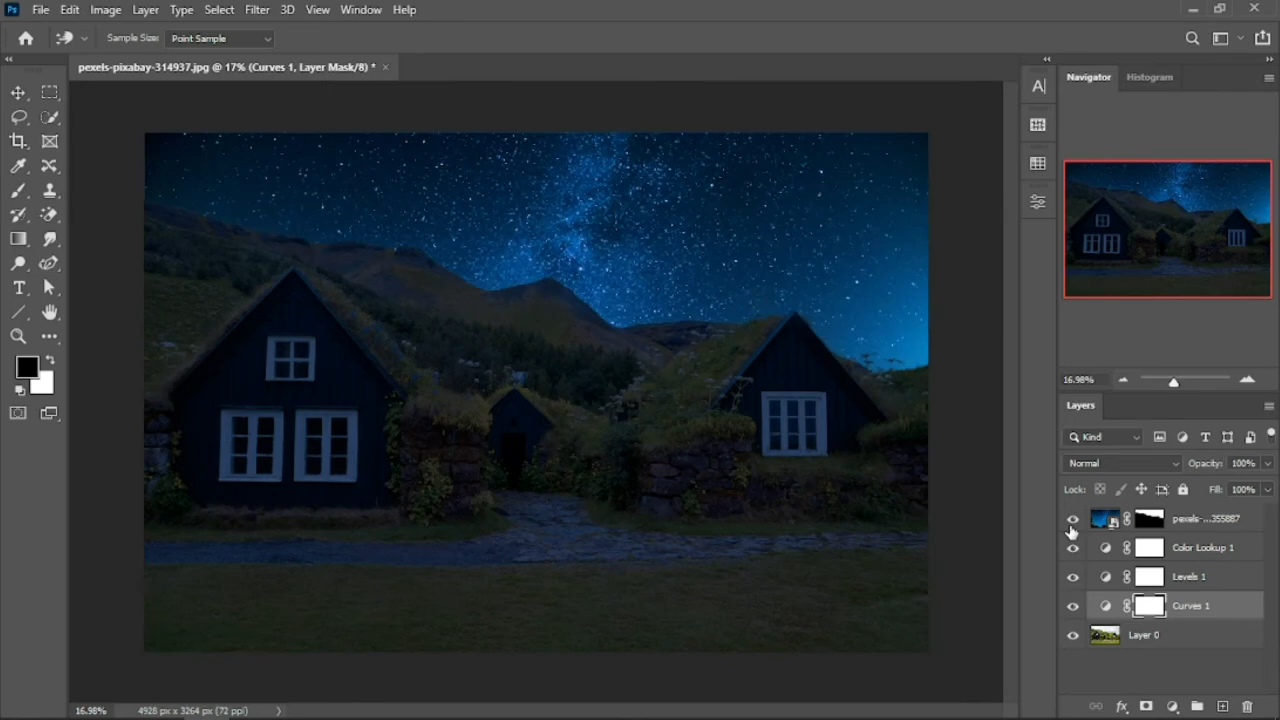 Ps File Edit Image Layer Type Select Filter 3D View Window Help
Sample Size: Point Sample
pexels-pixabay-314937.jpg @ 17% (Curves 1, Layer Mask/8) *
Navigator Histogram
16.98%
Layers
Kind
Normal Opacity: 100%
Lock: Fill: 100%
pexels-...355887
Color Lookup 1
Levels 1
Curves 1
Layer 0
16.98% 4928 px x 3264 px (72 ppi)